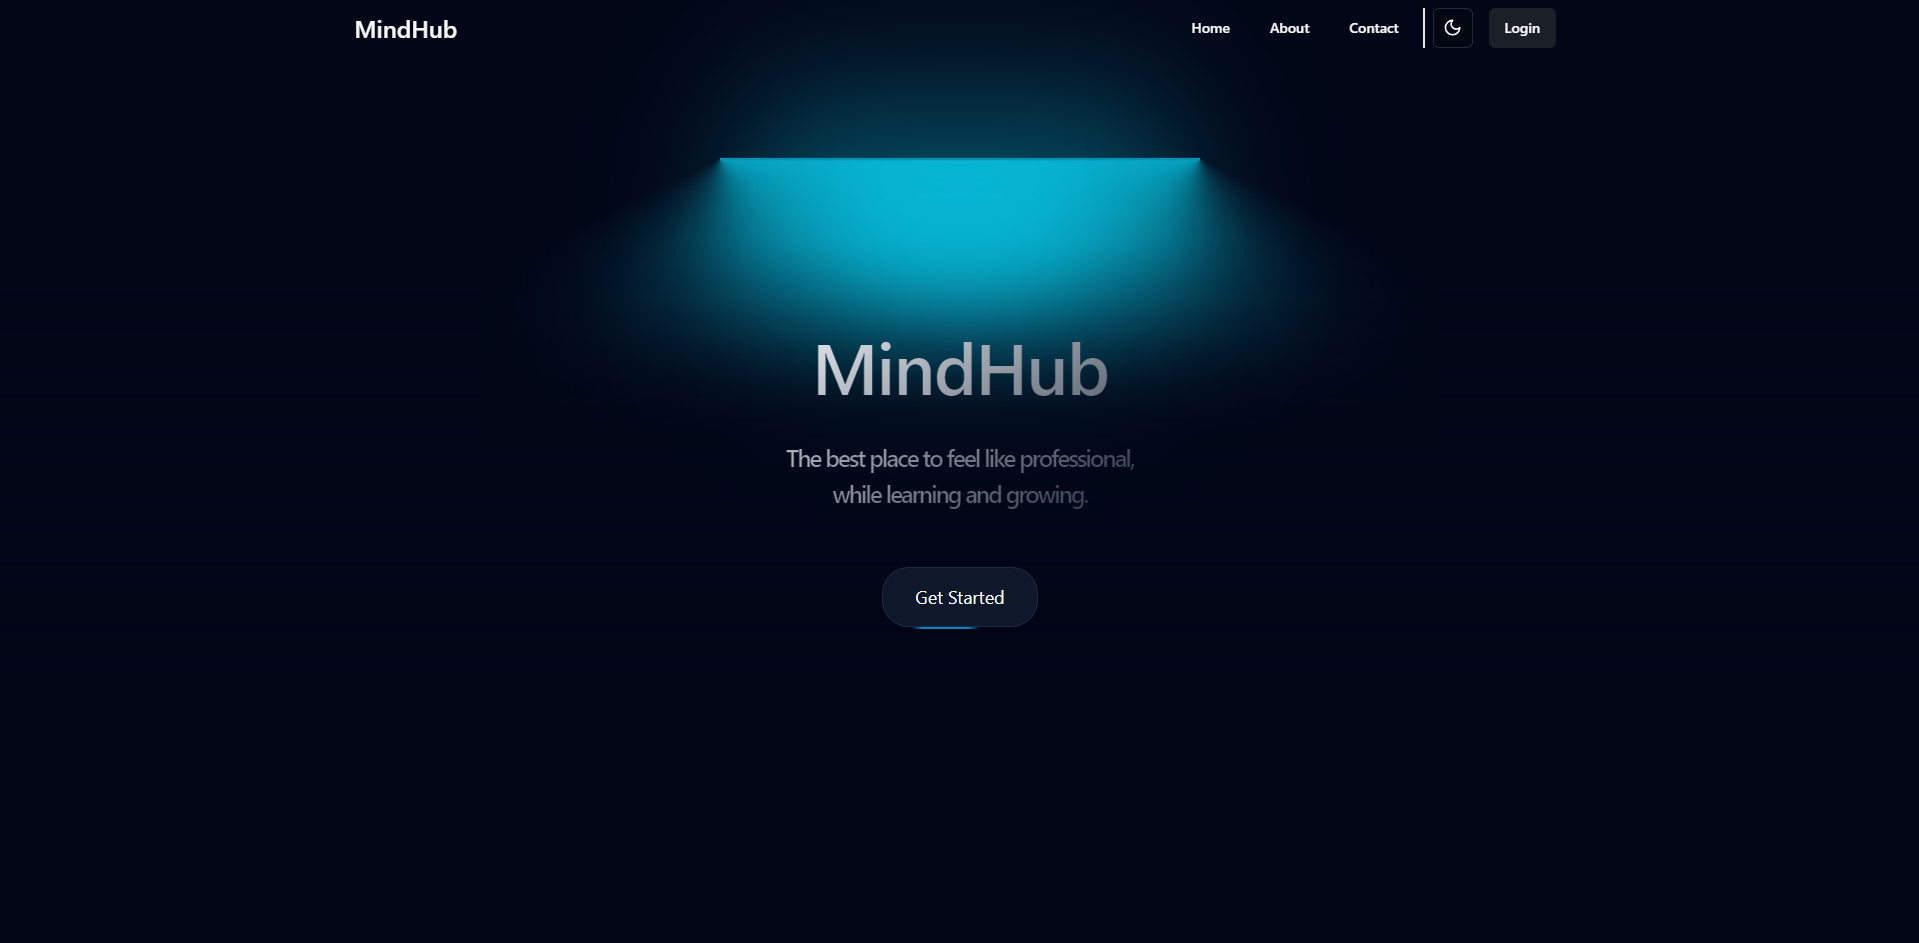 MindHub
Home
About
Contact
Login
MindHub
The best place to feel like professional,
while learning and growing.
Get Started